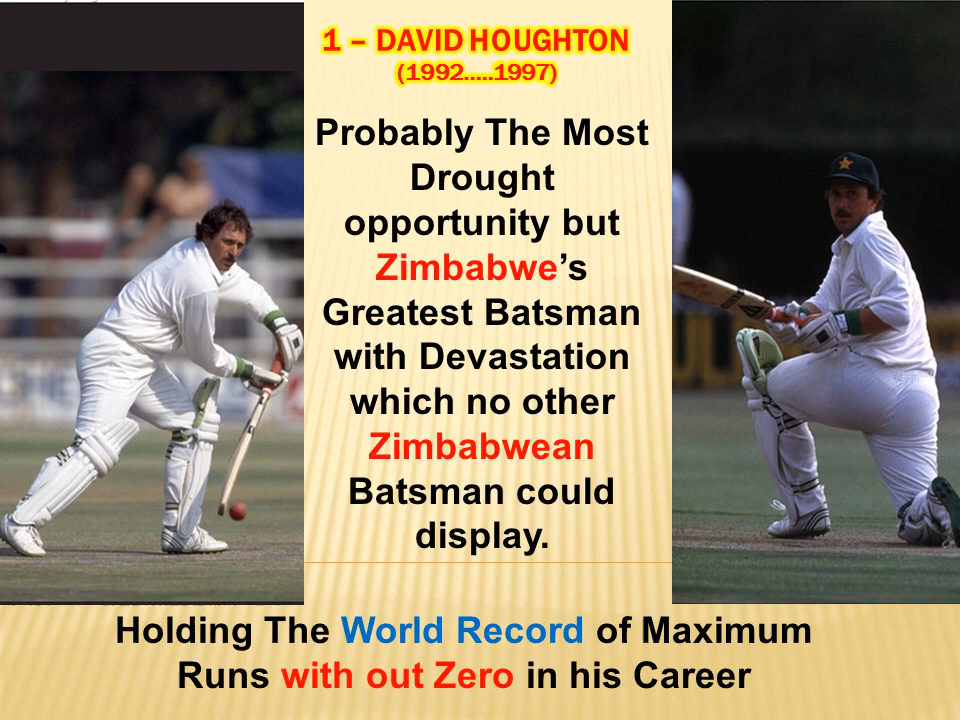 1 – DAVID HOUGHTON
(1992.....1997)
Probably The Most
Drought
opportunity but
Zimbabwe’s
Greatest Batsman
with Devastation
which no other
Zimbabwean
Batsman could
display.
Holding The World Record of Maximum
Runs with out Zero in his Career